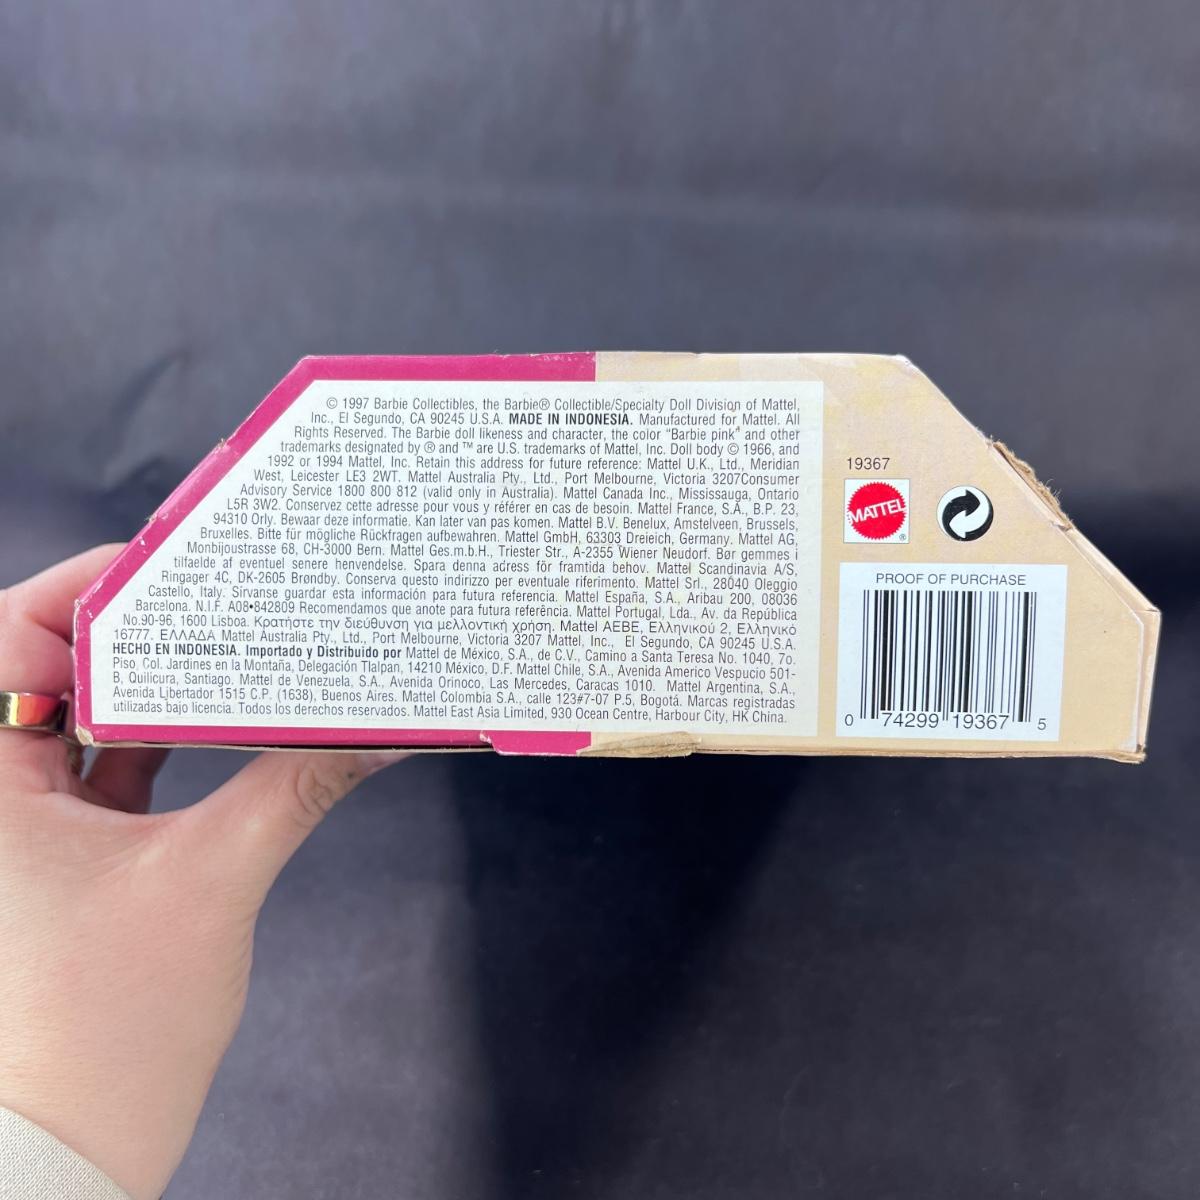 © 1997 Barbie Collectibles, the Barbie® Collectible/Specialty Doll Division of Mattel,
Inc., El Segundo, CA 90245 U.S.A. MADE IN INDONESIA. Manufactured for Mattel. All
Rights Reserved. The Barbie doll likeness and character, the color "Barbie pink" and other
trademarks designated by ® and ™ are U.S. trademarks of Mattel, Inc. Doll body © 1966, and
1992 or 1994 Mattel, Inc. Retain this address for future reference: Mattel U.K., Ltd., Meridian
West, Leicester LE3 2WT. Mattel Australia Pty., Ltd., Port Melbourne, Victoria 3207Consumer
Advisory Service 1800 800 812 (valid only in Australia). Mattel Canada Inc., Mississauga, Ontario
L5R 3W2. Conservez cette adresse pour vous y référer en cas de besoin. Mattel France, S.A., B.P. 23,
94310 Orly. Bewaar deze informatie. Kan later van pas komen. Mattel B.V. Benelux, Amstelveen, Brussels,
Bruxelles. Bitte für mögliche Rückfragen aufbewahren. Mattel GmbH, 63303 Dreieich, Germany. Mattel AG,
Monbijoustrasse 68, CH-3000 Bern. Mattel Ges.m.b.H., Triester Str., A-2355 Wiener Neudorf. Bør gemmes i
tilfaelde af eventuel senere henvendelse. Spara denna adress för framtida behov. Mattel Scandinavia A/S,
Ringager 4C, DK-2605 Brøndby. Conserva questo indirizzo per eventuale riferimento. Mattel Srl., 28040 Oleggio
Castello, Italy. Sirvanse guardar esta información para futura referencia. Mattel España, S.A., Aribau 200, 08036
Barcelona. N.I.F. A08•842809 Recomendamos que anote para futura referência. Mattel Portugal, Lda., Av. da República
No.90-96, 1600 Lisboa. Κρατήστε την διεύθυνση για μελλοντική χρήση. Mattel AEBE, Ελληνικού 2, Ελληνικό
16777. ΕΛΛΑΔΑ Mattel Australia Pty., Ltd., Port Melbourne, Victoria 3207 Mattel, Inc., El Segundo, CA 90245 U.S.A.
HECHO EN INDONESIA. Importado y Distribuido por Mattel de México, S.A., de C.V., Camino a Santa Teresa No. 1040, 7o.
Piso, Col. Jardines en la Montaña, Delegación Tlalpan, 14210 México, D.F. Mattel Chile, S.A., Avenida Americo Vespucio 501-
B, Quilicura, Santiago. Mattel de Venezuela, S.A., Avenida Orinoco, Las Mercedes, Caracas 1010. Mattel Argentina, S.A.,
Avenida Libertador 1515 C.P. (1638), Buenos Aires. Mattel Colombia S.A., calle 123#7-07 P.5, Bogotá. Marcas registradas
utilizadas bajo licencia. Todos los derechos reservados. Mattel East Asia Limited, 930 Ocean Centre, Harbour City, HK China.
19367
MATTEL®
PROOF OF PURCHASE
0 74299 19367 5